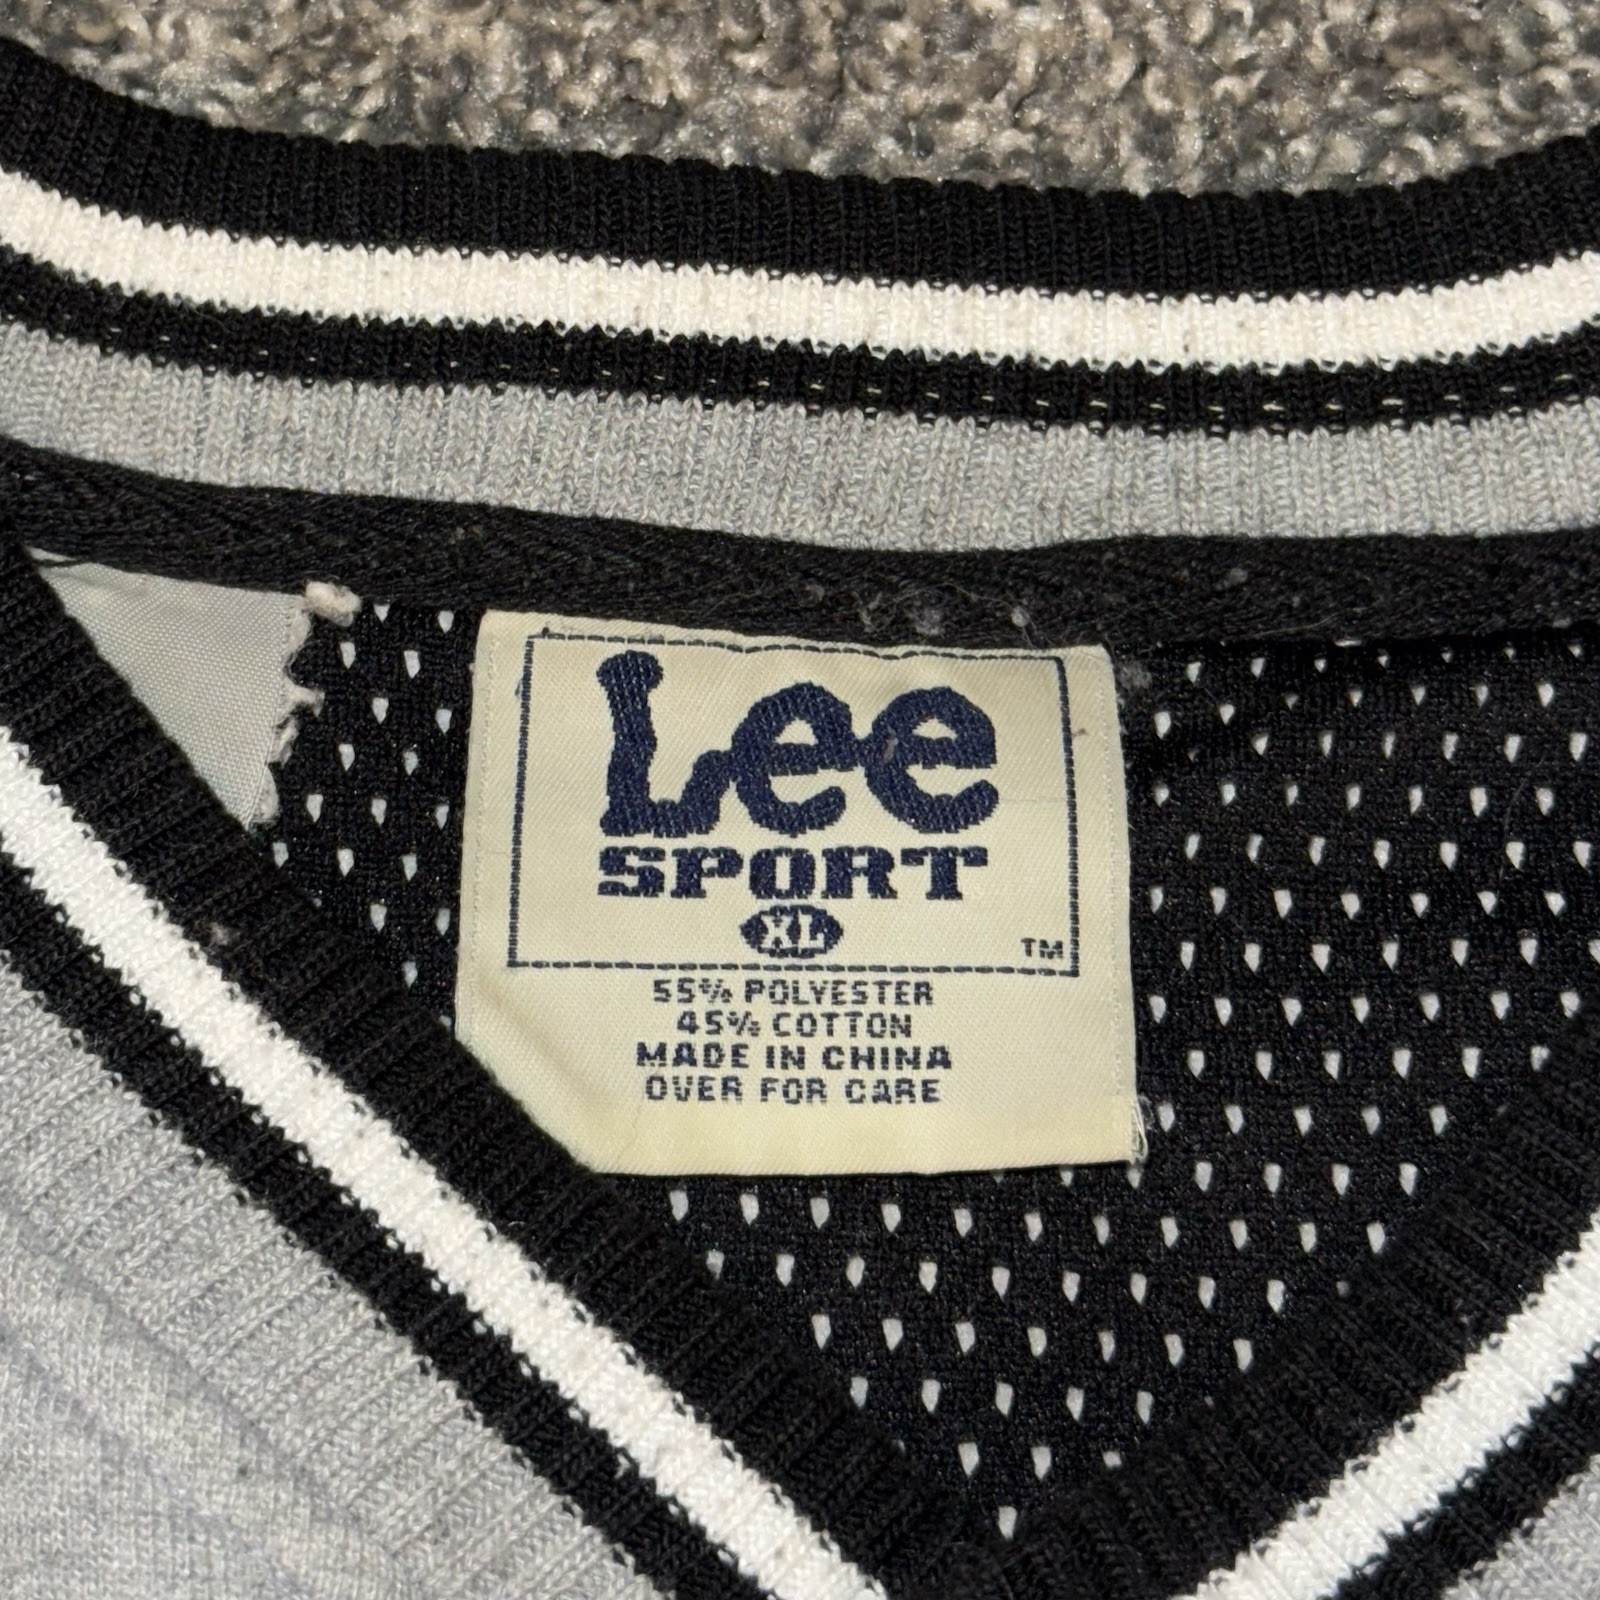 Lee
SPORT
XL
TM
55% POLYESTER
45% COTTON
MADE IN CHINA
OVER FOR CARE